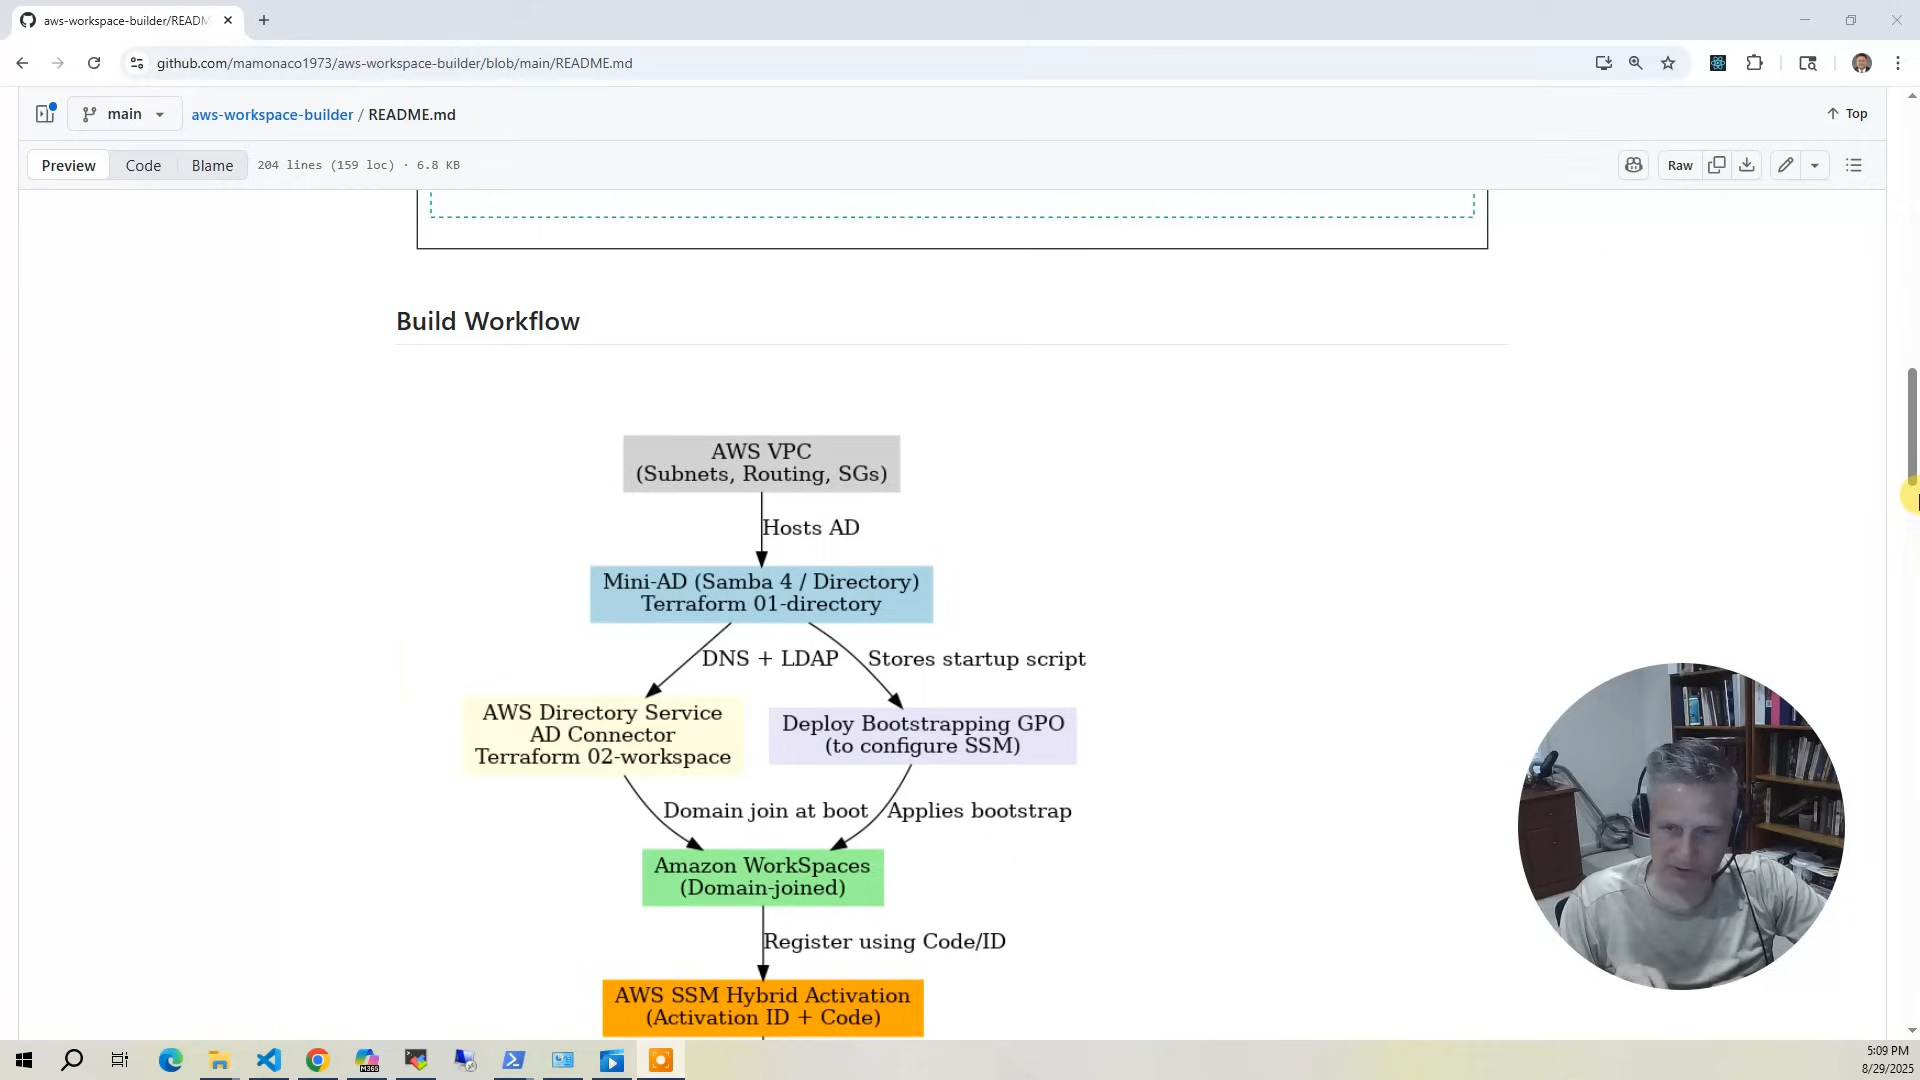 aws-workspace-builder/READM
github.com/mamonaco1973/aws-workspace-builder/blob/main/README.md
main
aws-workspace-builder / README.md
Top
Preview
Code
Blame
204 lines (159 loc) · 6.8 KB
Raw
Build Workflow
AWS VPC
(Subnets, Routing, SGs)
Hosts AD
Mini-AD (Samba 4 / Directory)
Terraform 01-directory
DNS + LDAP
Stores startup script
AWS Directory Service
AD Connector
Terraform 02-workspace
Deploy Bootstrapping GPO
(to configure SSM)
Domain join at boot
Applies bootstrap
Amazon WorkSpaces
(Domain-joined)
Register using Code/ID
AWS SSM Hybrid Activation
(Activation ID + Code)
M365
5:09 PM
8/29/2025